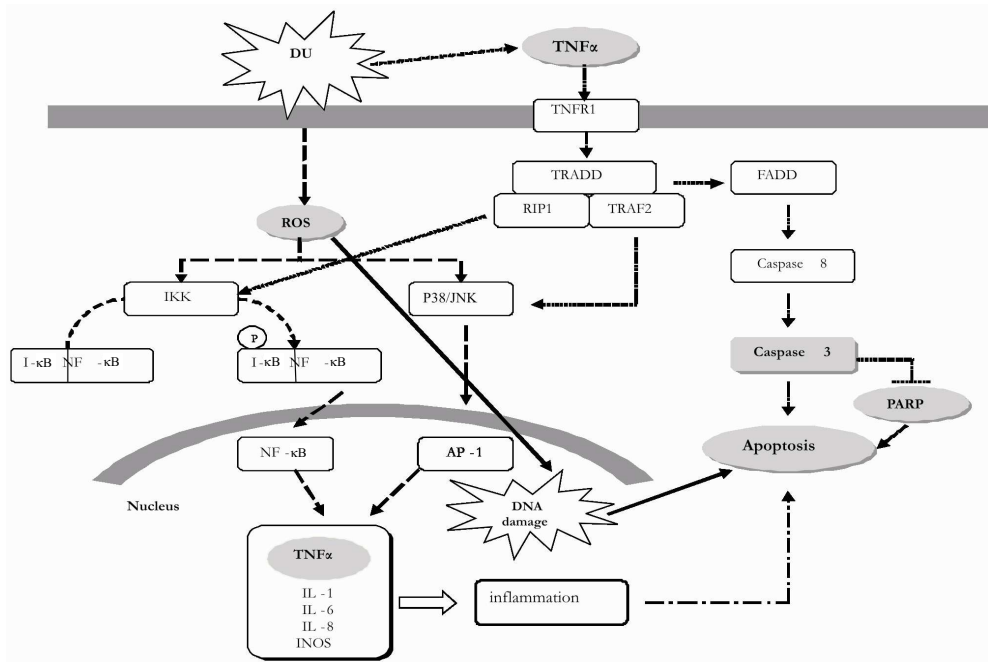 DU
TNFα
TNFR1
TRADD
FADD
RIP1
TRAF2
ROS
Caspase 8
IKK
P38/JNK
P
I-κB NF -κB
I-κB NF -κB
Caspase 3
PARP
NF -κB
AP -1
Apoptosis
Nucleus
DNA
damage
TNFα
IL -1
IL -6
IL -8
INOS
inflammation